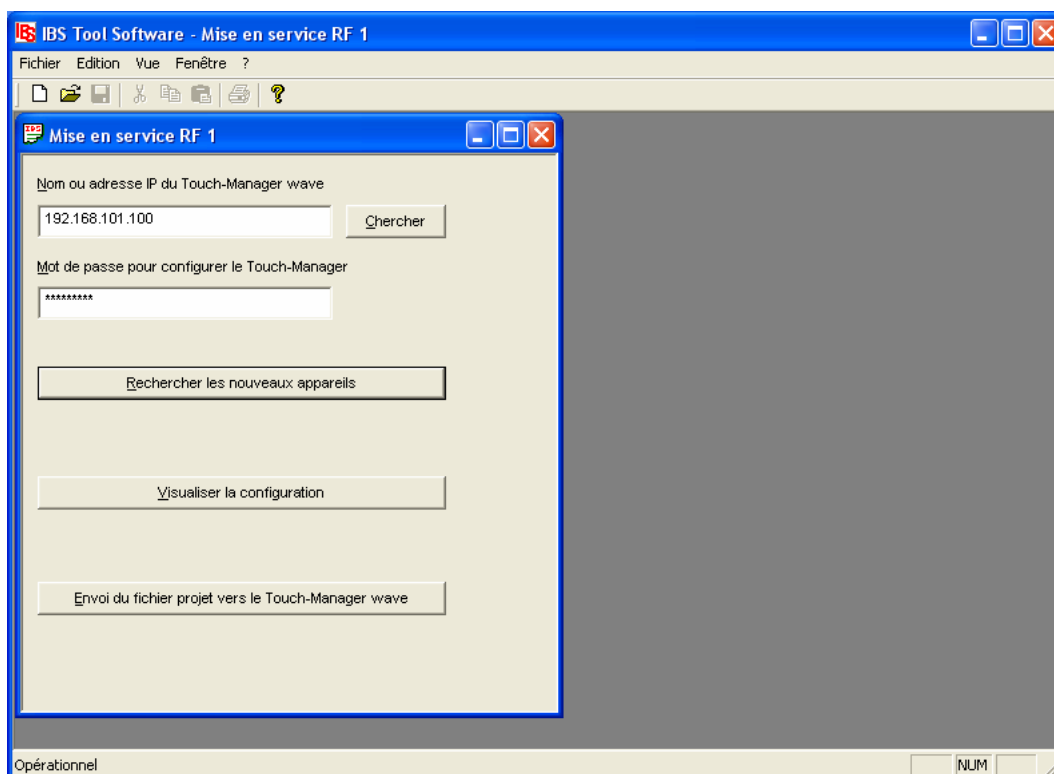 IBS Tool Software - Mise en service RF 1
Fichier Edition Vue Fenêtre ?
Mise en service RF 1
Nom ou adresse IP du Touch-Manager wave
192.168.101.100
Chercher
Mot de passe pour configurer le Touch-Manager
*********
Rechercher les nouveaux appareils
Visualiser la configuration
Envoi du fichier projet vers le Touch-Manager wave
Opérationnel
NUM